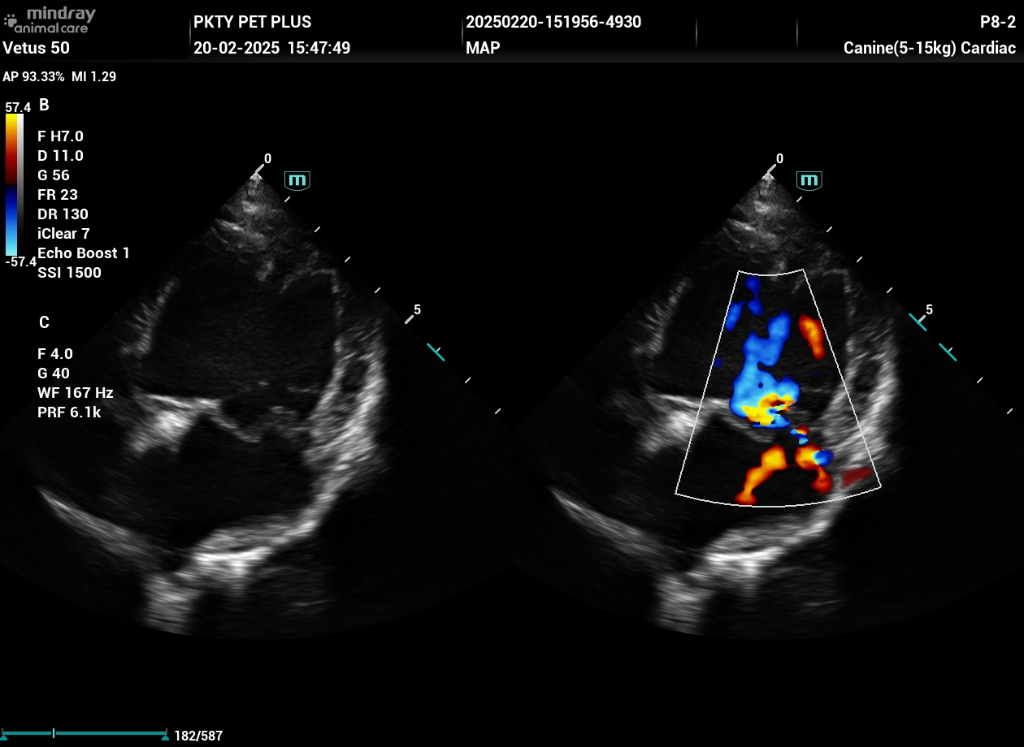 mindray
animal care
Vetus 50
PKTY PET PLUS
20-02-2025 15:47:49
20250220-151956-4930
MAP
P8-2
Canine(5-15kg) Cardiac
AP 93.33% MI 1.29
57.4
B
F H7.0
D 11.0
G 56
FR 23
DR 130
iClear 7
Echo Boost 1
-57.4
SSI 1500
C
F 4.0
G 40
WF 167 Hz
PRF 6.1k
0
m
5
0
m
5
182/587